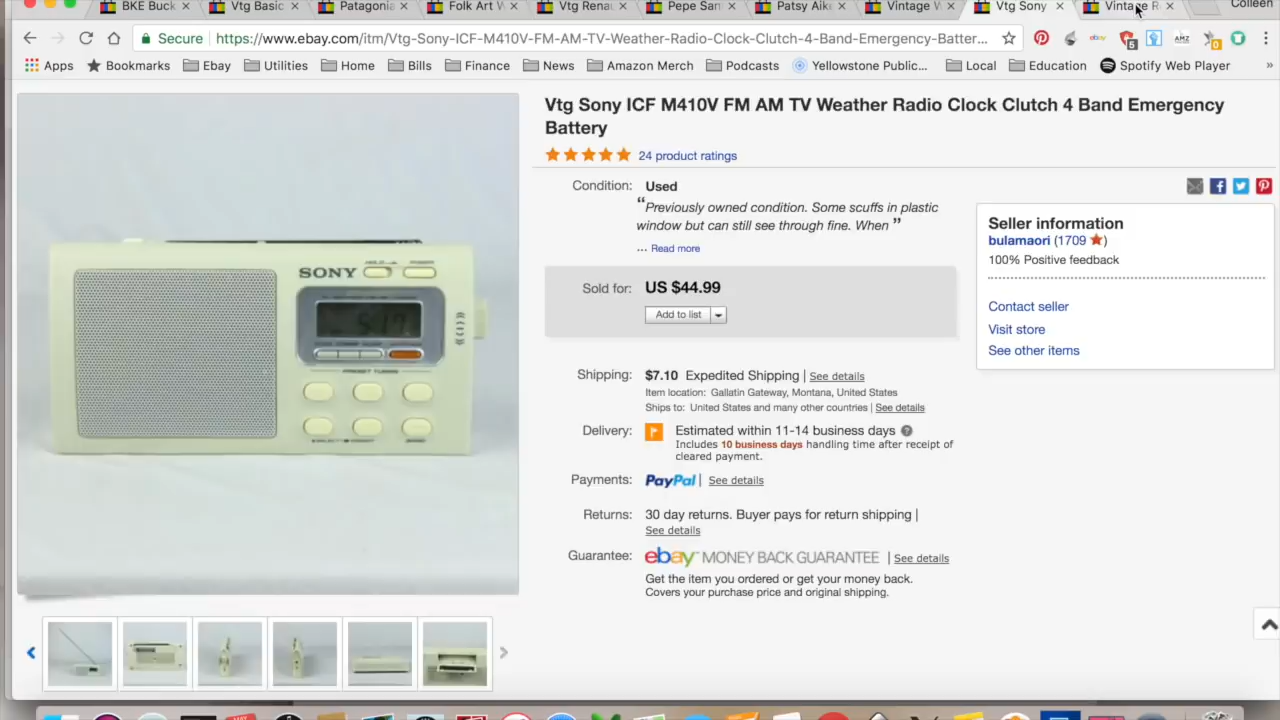 BKE Buck
Vtg Basic
Patagonia
Folk Art W
Vtg Renau
Pepe San
Patsy Aike
Vintage W
Vtg Sony
Vintage R
Colleen
Secure
https://www.ebay.com/itm/Vtg-Sony-ICF-M410V-FM-AM-TV-Weather-Radio-Clock-Clutch-4-Band-Emergency-Batter...
5
AMZ
0
Apps
Bookmarks
Ebay
Utilities
Home
Bills
Finance
News
Amazon Merch
Podcasts
Yellowstone Public...
Local
Education
Spotify Web Player
»
Vtg Sony ICF M410V FM AM TV Weather Radio Clock Clutch 4 Band Emergency
Battery
24 product ratings
Condition: Used
“Previously owned condition. Some scuffs in plastic
window but can still see through fine. When ”
... Read more
Sold for: US $44.99
Add to list
Shipping: $7.10 Expedited Shipping | See details
Item location: Gallatin Gateway, Montana, United States
Ships to: United States and many other countries | See details
Delivery: Estimated within 11-14 business days
Includes 10 business days handling time after receipt of
cleared payment.
Payments: PayPal | See details
Returns: 30 day returns. Buyer pays for return shipping |
See details
Guarantee: ebay MONEY BACK GUARANTEE | See details
Get the item you ordered or get your money back.
Covers your purchase price and original shipping.
Seller information
bulamaori (1709)
100% Positive feedback
Contact seller
Visit store
See other items
SONY
5:17
PRESET TUNING